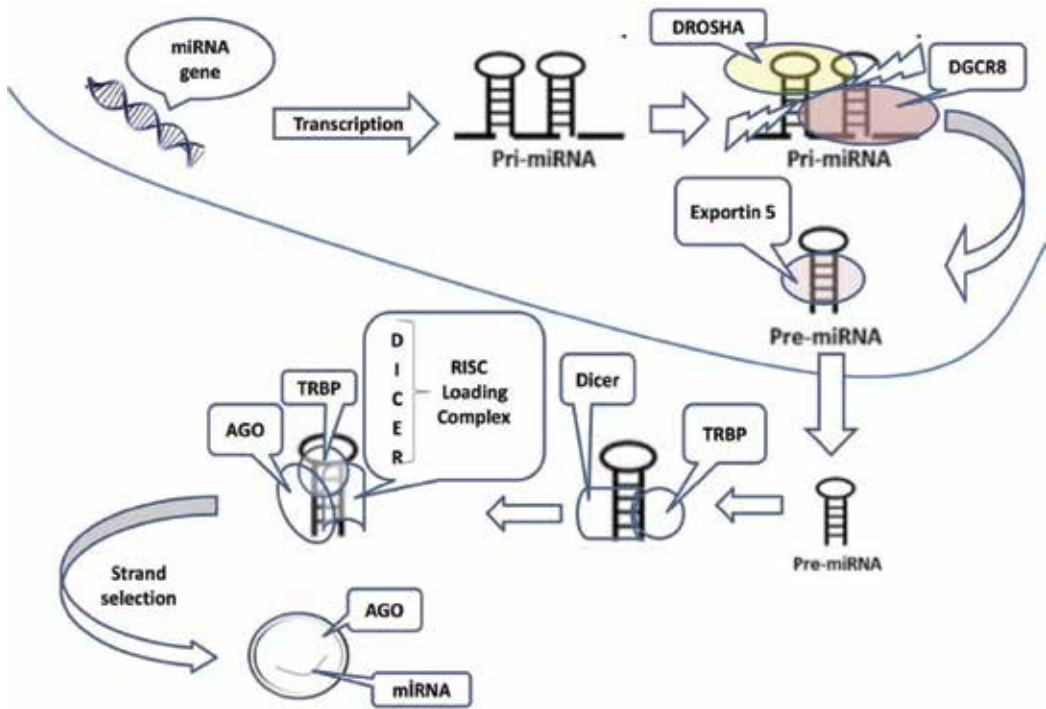 miRNA
gene
Transcription
Pri-miRNA
DROSHA
DGCR8
Pri-miRNA
Exportin 5
Pre-miRNA
DICER
RISC
Loading
Complex
TRBP
AGO
Dicer
TRBP
Pre-miRNA
Strand
selection
AGO
mİRNA